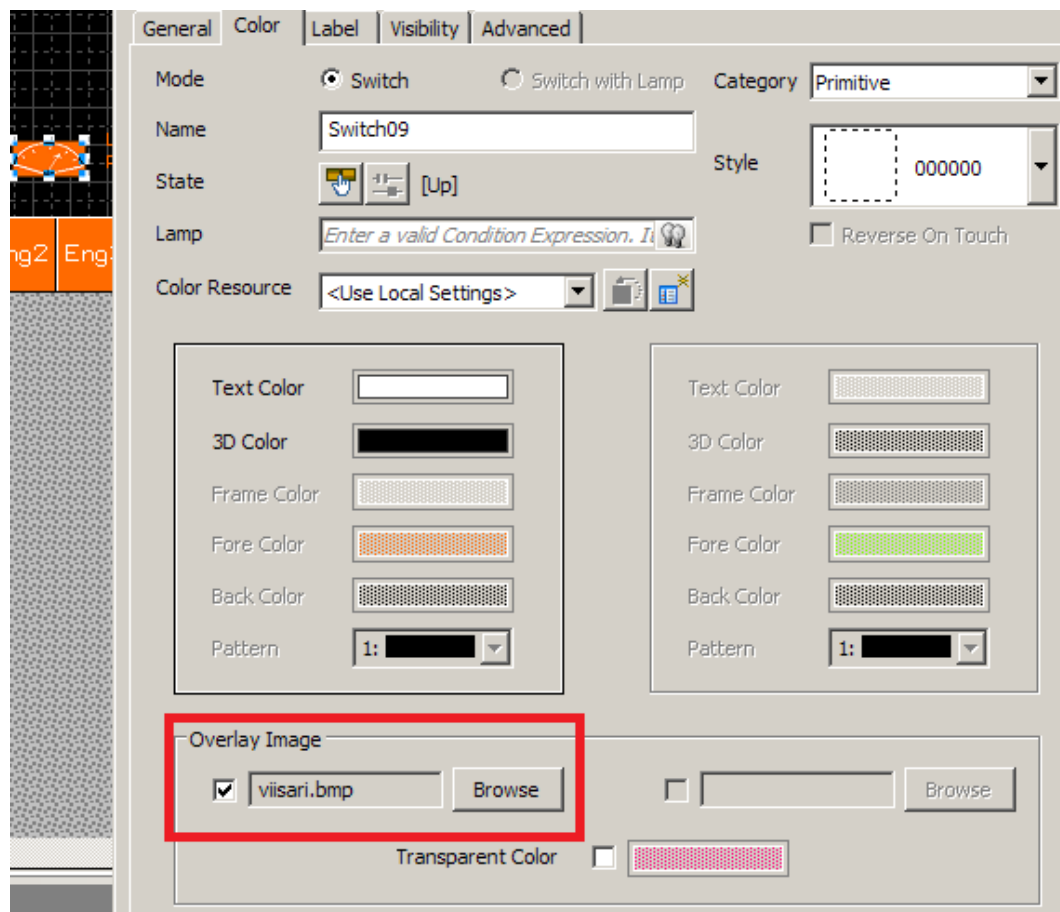 General Color Label Visibility Advanced
Mode Switch Switch with Lamp Category Primitive
Name Switch09
Style 000000
State [Up]
Lamp Enter a valid Condition Expression. Reverse On Touch
Color Resource <Use Local Settings>
ng2 Eng
Text Color Text Color
3D Color 3D Color
Frame Color Frame Color
Fore Color Fore Color
Back Color Back Color
Pattern 1: Pattern 1:
Overlay Image
viisari.bmp Browse Browse
Transparent Color